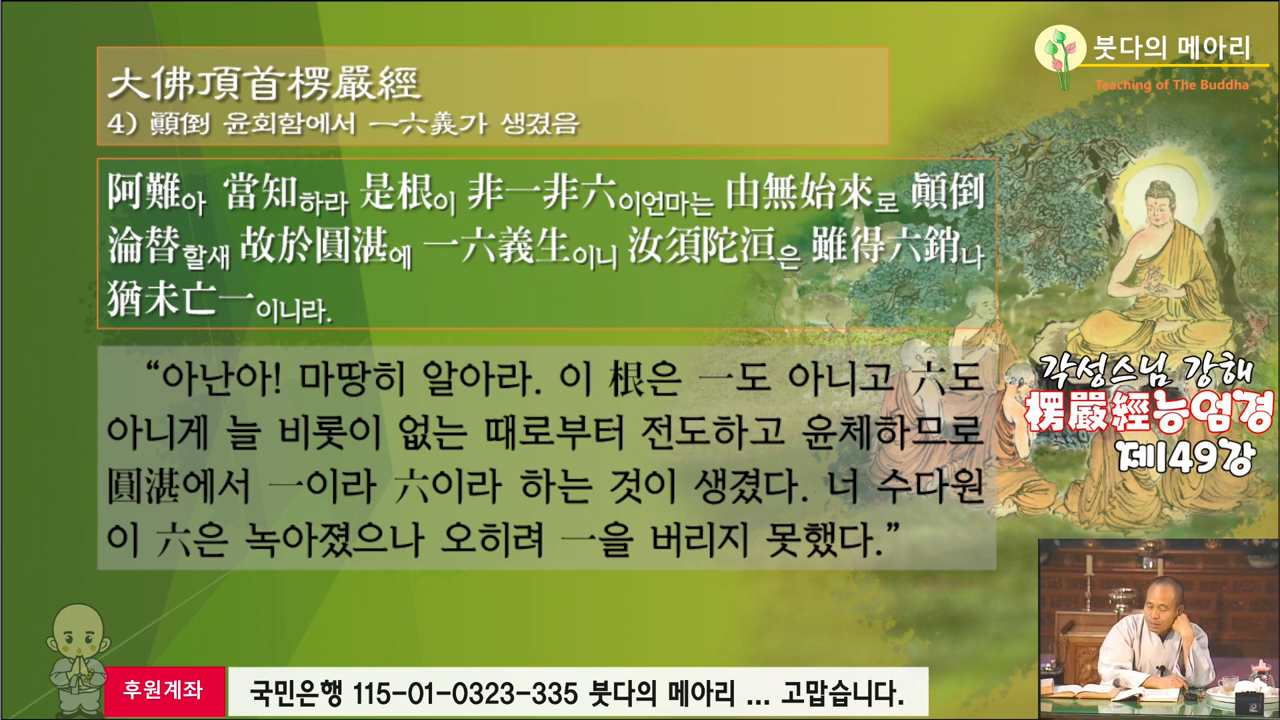 大佛頂首楞嚴經
4) 顚倒 윤회함에서 一六義가 생겼음
阿難아 當知하라 是根이 非一非六이언마는 由無始來로 顚倒
淪替할새 故於圓湛에 一六義生이니 汝須陀洹은 雖得六銷나
猶未亡一이니라.
“아난아! 마땅히 알아라. 이 根은 一도 아니고 六도
아니게 늘 비롯이 없는 때로부터 전도하고 윤체하므로
圓湛에서 一이라 六이라 하는 것이 생겼다. 너 수다원
이 六은 녹아졌으나 오히려 一을 버리지 못했다.”
붓다의 메아리
Teaching of The Buddha
각성스님 강해
楞嚴經능엄경
제149강
후원계좌
국민은행 115-01-0323-335 붓다의 메아리 ... 고맙습니다.